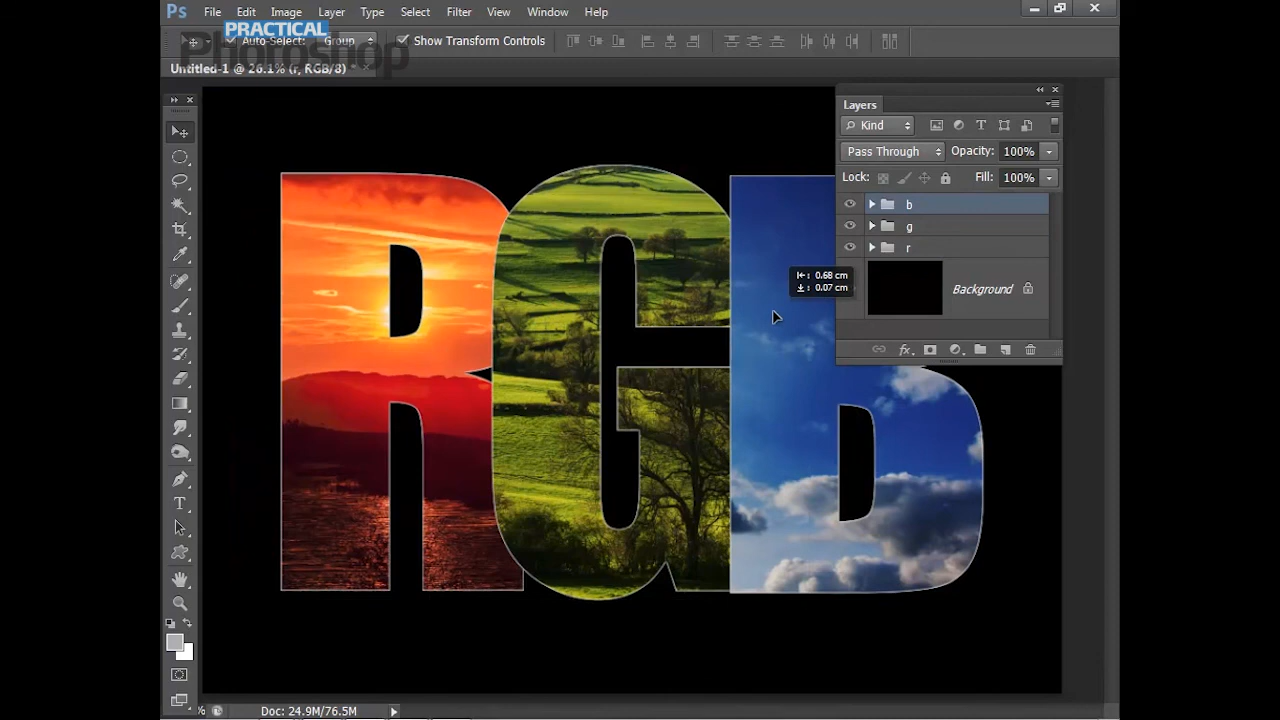 Ps File Edit Image Layer Type Select Filter View Window Help
PRACTICAL
Photoshop
Auto-Select: Group Show Transform Controls
Untitled-1 @ 26.1% (r, RGB/8) * ×
Layers
Kind
Pass Through Opacity: 100%
Lock: Fill: 100%
b
g
r
Background
: 0.68 cm
: 0.07 cm
RGB
% Doc: 24.9M/76.5M